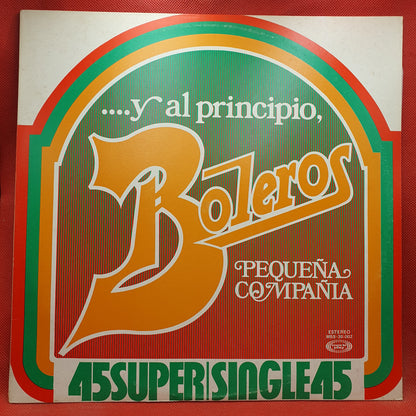 ....y al principio,
Boleros
PEQUEÑA
COMPAÑIA
ESTEREO
45SUPER|SINGLE45